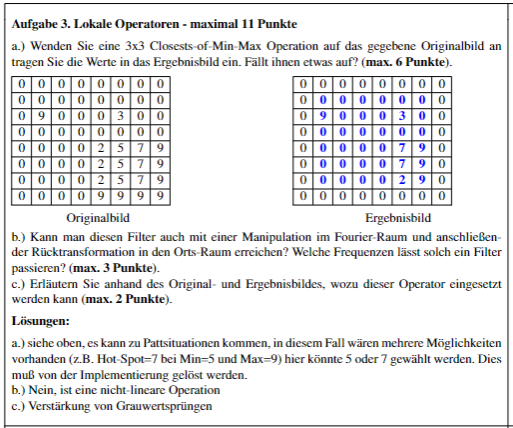 Aufgabe 3. Lokale Operatoren - maximal 11 Punkte
a.) Wenden Sie eine 3x3 Closests-of-Min-Max Operation auf das gegebene Originalbild an
tragen Sie die Werte in das Ergebnisbild ein. Fällt ihnen etwas auf? (max. 6 Punkte).
0 0 0 0 0 0 0 0
0 0 0 0 0 0 0 0
0 9 0 0 0 3 0 0
0 0 0 0 0 0 0 0
0 0 0 0 2 5 7 9
0 0 0 0 2 5 7 9
0 0 0 0 2 5 7 9
0 0 0 0 9 9 9 9
Originalbild
0 0 0 0 0 0 0 0
0 0 0 0 0 0 0 0
0 9 0 0 0 3 0 0
0 0 0 0 0 0 0 0
0 0 0 0 0 7 9 0
0 0 0 0 0 7 9 0
0 0 0 0 0 2 9 0
0 0 0 0 0 0 0 0
Ergebnisbild
b.) Kann man diesen Filter auch mit einer Manipulation im Fourier-Raum und anschließen-
der Rücktransformation in den Orts-Raum erreichen? Welche Frequenzen lässt solch ein Filter
passieren? (max. 3 Punkte).
c.) Erläutern Sie anhand des Original- und Ergebnisbildes, wozu dieser Operator eingesetzt
werden kann (max. 2 Punkte).
Lösungen:
a.) siehe oben, es kann zu Pattsituationen kommen, in diesem Fall wären mehrere Möglichkeiten
vorhanden (z.B. Hot-Spot=7 bei Min=5 und Max=9) hier könnte 5 oder 7 gewählt werden. Dies
muß von der Implementierung gelöst werden.
b.) Nein, ist eine nicht-lineare Operation
c.) Verstärkung von Grauwertsprüngen